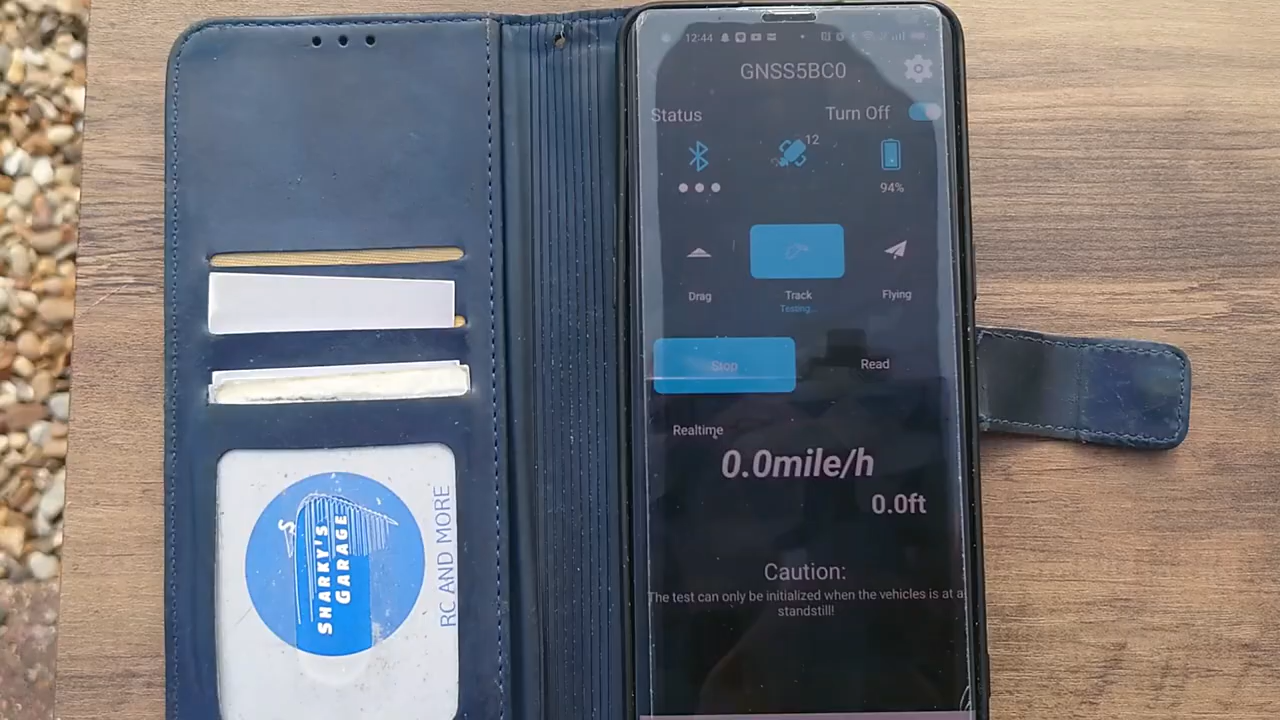 12:44
GNSS5BC0
Status
Turn Off
12
94%
Drag
Track
Flying
Testing...
Stop
Read
Realtime
0.0mile/h
0.0ft
Caution:
The test can only be initialized when the vehicles is at a
standstill!
SHARKY'S
GARAGE
RC AND MORE